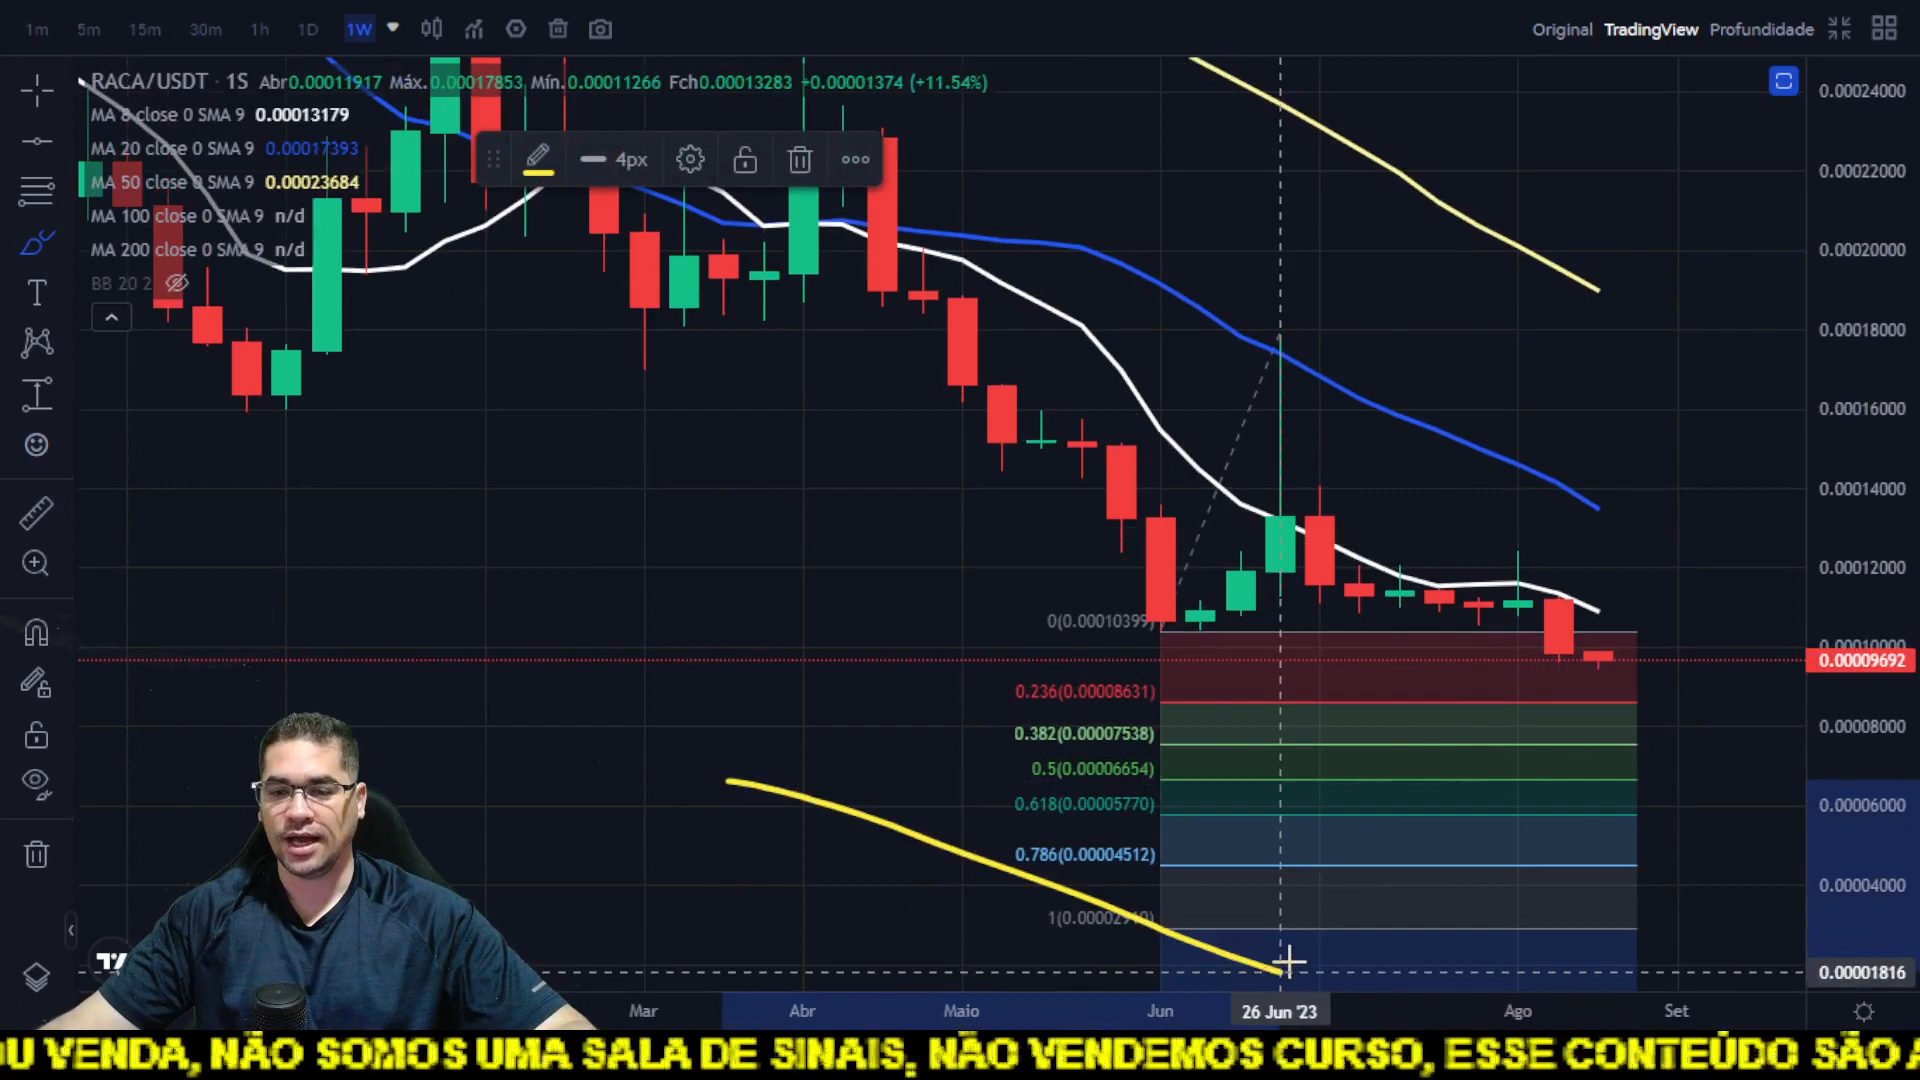 1m 5m 15m 30m 1h 1D 1W
Original TradingView Profundidade
RACA/USDT · 1S Abr0.00011917 Máx.0.00017853 Mín.0.00011266 Fch0.00013283 +0.00001374 (+11.54%)
MA 8 close 0 SMA 9 0.00013179
MA 20 close 0 SMA 9 0.00017393
MA 50 close 0 SMA 9 0.00023684
MA 100 close 0 SMA 9 n/d
MA 200 close 0 SMA 9 n/d
BB 20 2
4px
0.00024000
0.00022000
0.00020000
0.00018000
0.00016000
0.00014000
0.00012000
0.00010000
0.00009692
0.00008000
0.00006000
0.00004000
0.00001816
0(0.00010399)
0.236(0.00008631)
0.382(0.00007538)
0.5(0.00006654)
0.618(0.00005770)
0.786(0.00004512)
Mar Abr Maio Jun 26 Jun '23 Ago Set
OU VENDA, NÃO SOMOS UMA SALA DE SINAIS, NÃO VENDEMOS CURSO, ESSE CONTEÚDO SÃO A